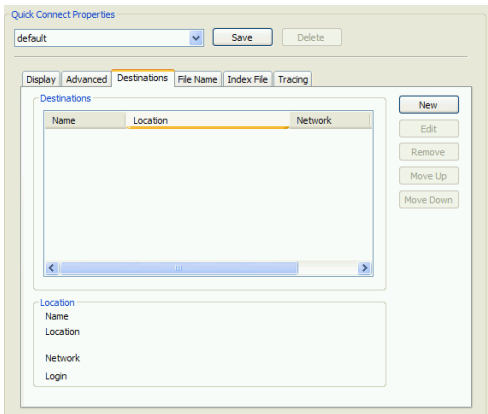 Quick Connect Properties
default Save Delete
Display Advanced Destinations File Name Index File Tracing
Destinations
Name Location Network
New
Edit
Remove
Move Up
Move Down
Location
Name
Location
Network
Login